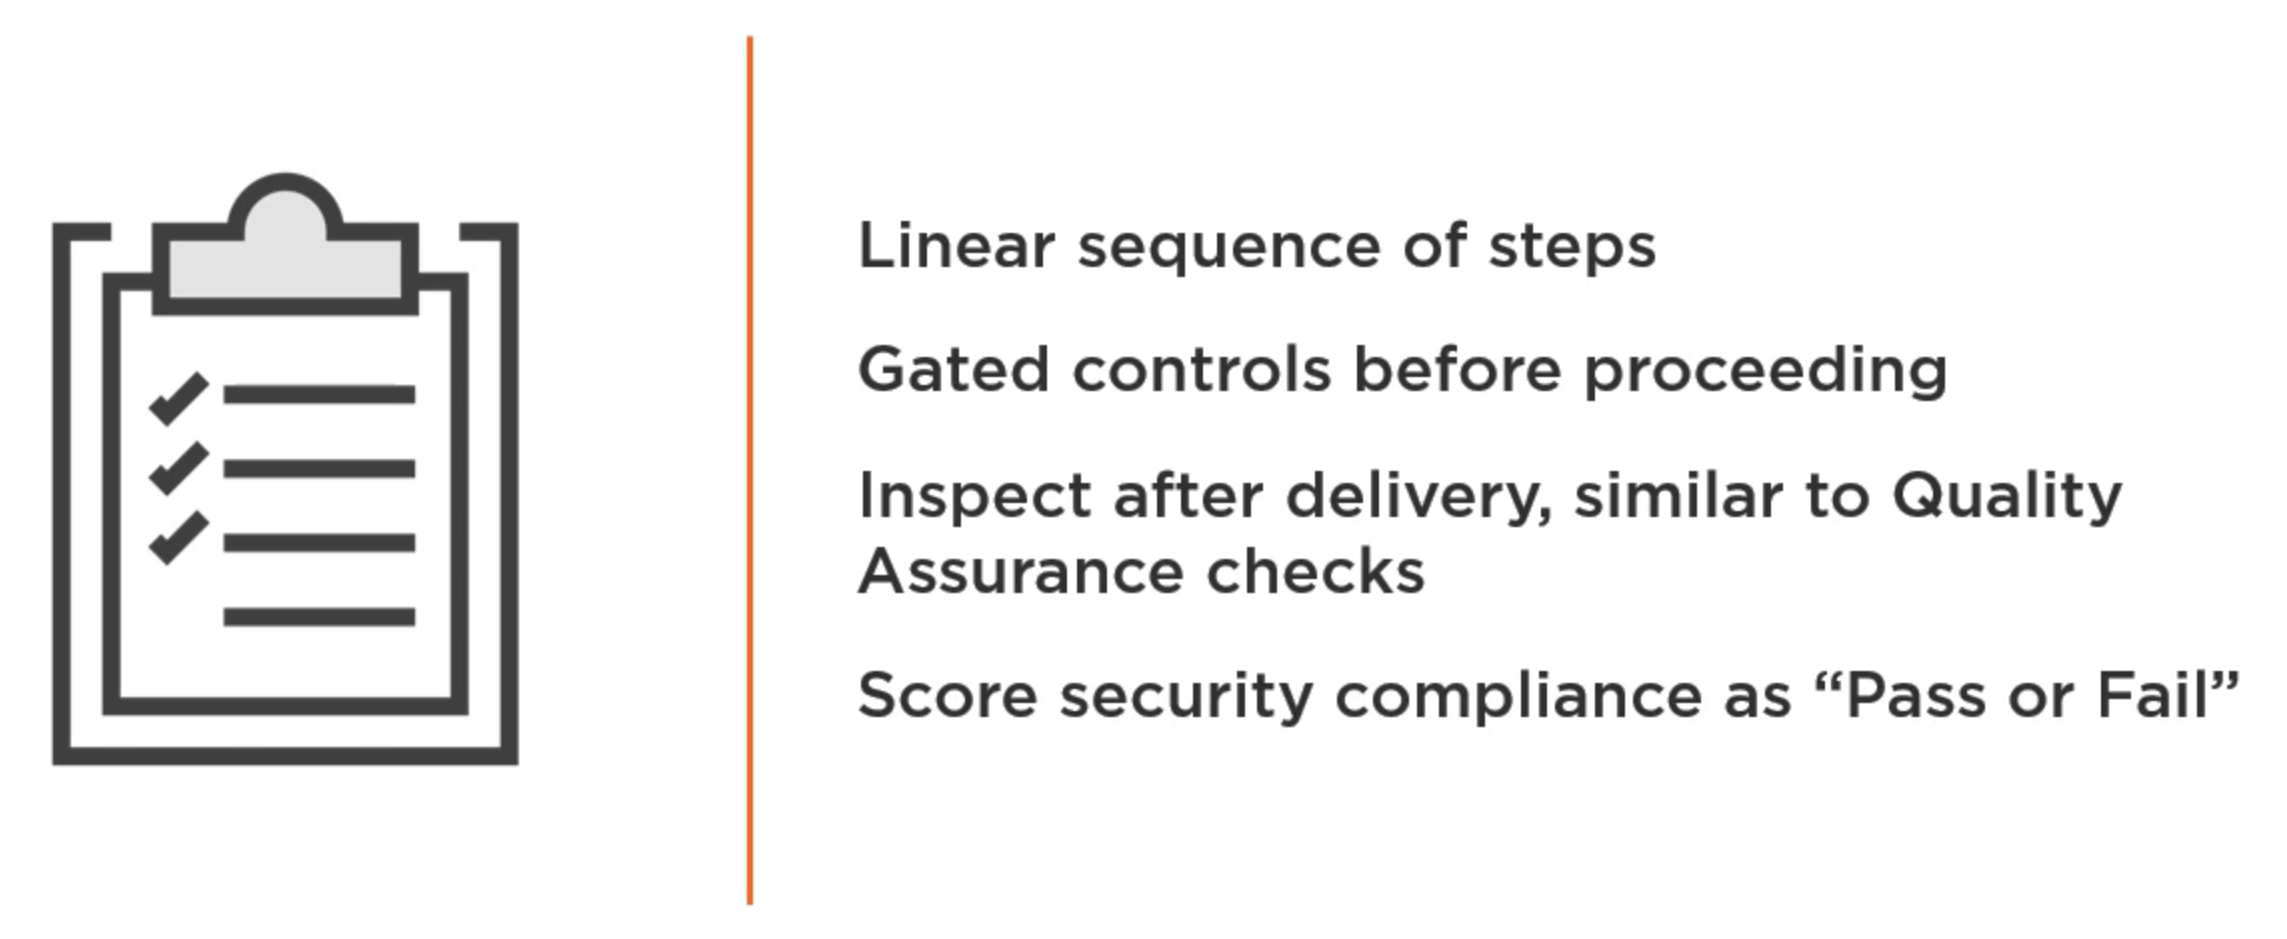 Linear sequence of steps
Gated controls before proceeding
Inspect after delivery, similar to Quality
Assurance checks
Score security compliance as “Pass or Fail”